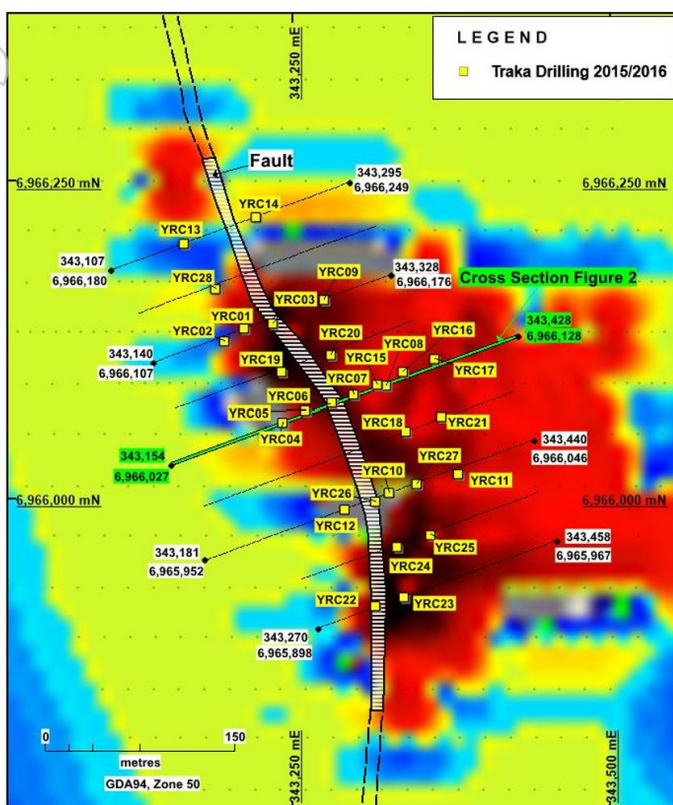 LEGEND
Traka Drilling 2015/2016
343,250 mE
Fault
6,966,250 mN
6,966,250 mN
343,295
6,966,249
YRC14
YRC13
343,107
6,966,180
YRC28
YRC09
343,328
6,966,176
Cross Section Figure 2
YRC03
YRC01
YRC02
343,428
6,966,128
YRC20
YRC16
YRC08
YRC15
343,140
6,966,107
YRC19
YRC17
YRC07
YRC06
YRC05
YRC04
YRC18
YRC21
343,154
6,966,027
343,440
6,966,046
YRC27
YRC10
YRC11
6,966,000 mN
6,966,000 mN
YRC26
YRC12
343,181
6,965,952
YRC25
YRC24
343,458
6,965,967
YRC22
YRC23
343,270
6,965,898
0
150
metres
GDA94, Zone 50
343,250 mE
343,500 mE